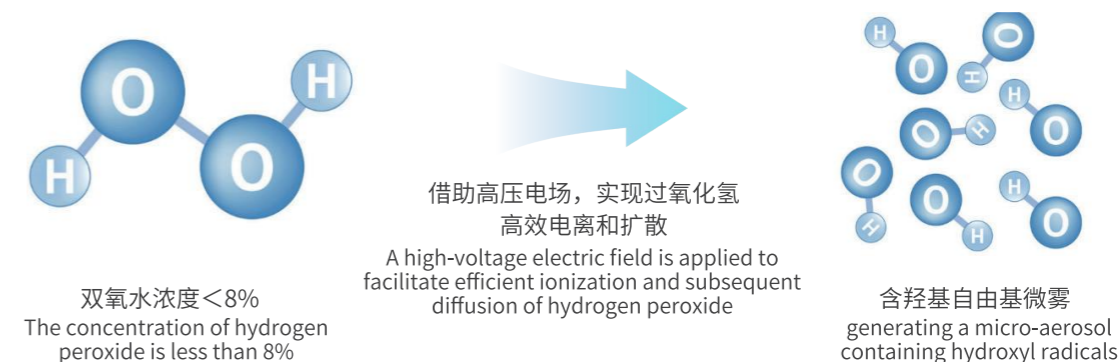 O
H
H
O
双氧水浓度＜8%
The concentration of hydrogen
peroxide is less than 8%
借助高压电场，实现过氧化氢
高效电离和扩散
A high-voltage electric field is applied to
facilitate efficient ionization and subsequent
diffusion of hydrogen peroxide
H
O
O
H
H
O
O
H
O
H
O
H
H
O
含羟基自由基微雾
generating a micro-aerosol
containing hydroxyl radicals